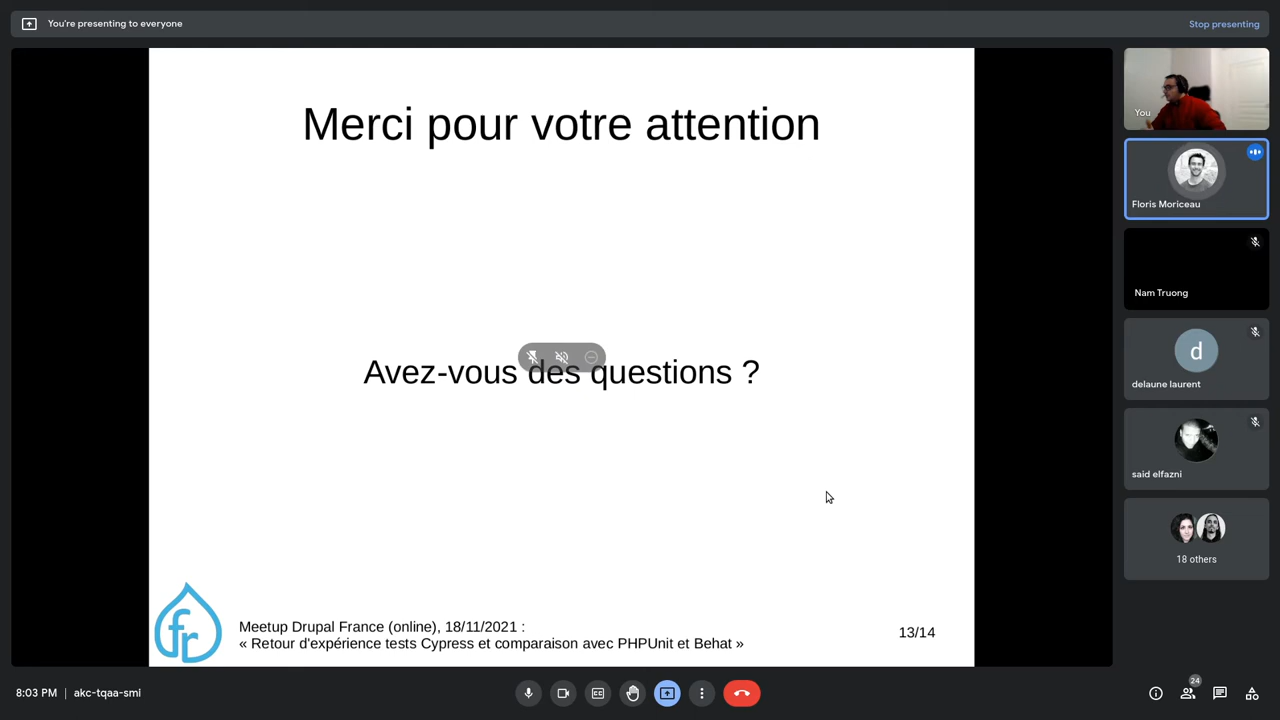 You're presenting to everyone
Stop presenting
Merci pour votre attention
Avez-vous des questions ?
fr
Meetup Drupal France (online), 18/11/2021 :
« Retour d'expérience tests Cypress et comparaison avec PHPUnit et Behat »
13/14
You
Floris Moriceau
Nam Truong
d
delaune laurent
said elfazni
18 others
8:03 PM | akc-tqaa-smi
CC
24